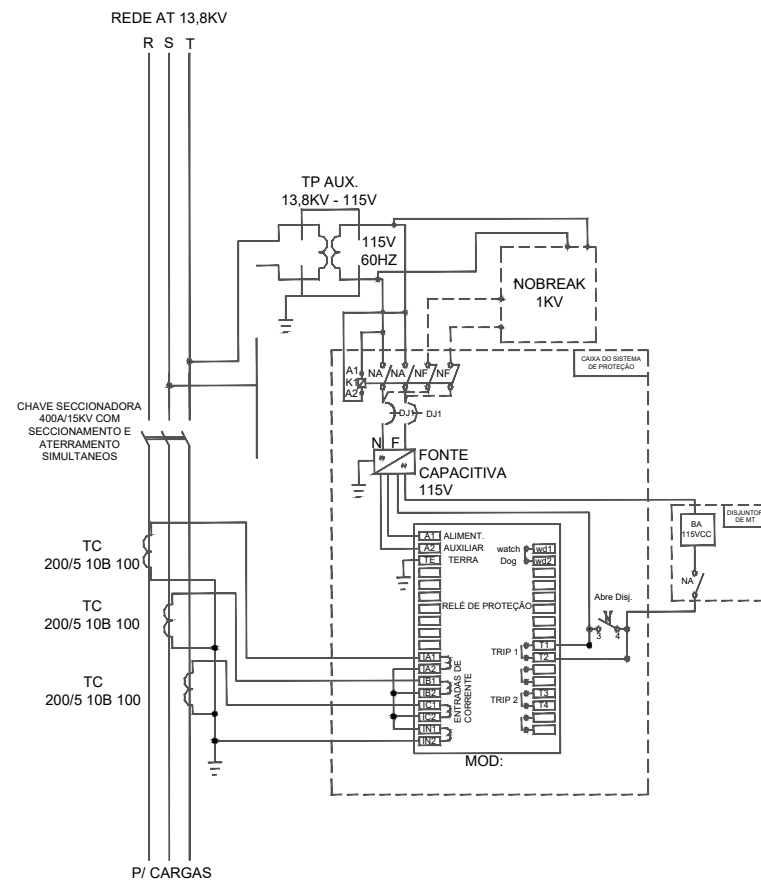 REDE AT 13,8KV
R S T
TP AUX.
13,8KV - 115V
115V
60HZ
NOBREAK
1KV
CAIXA DO SISTEMA
DE PROTEÇÃO
A1
K1
A2
NA
NA
NF
NF
DJ1
DJ1
CHAVE SECCIONADORA
400A/15KV COM
SECCIONAMENTO E
ATERRAMENTO
SIMULTANEOS
N F
FONTE
CAPACITIVA
115V
DISJUNTOR
DE MT
BA
115VCC
NA
TC
200/5 10B 100
TC
200/5 10B 100
TC
200/5 10B 100
A1 ALIMENT.
A2 AUXILIAR
TE TERRA
watch wd1
Dog wd2
RELÉ DE PROTEÇÃO
Abre Disj.
3 4
TRIP 1
T1
T2
TRIP 2
T3
T4
IA1
IA2
IB1
IB2
IC1
IC2
IN1
IN2
ENTRADAS DE
CORRENTE
MOD:
P/ CARGAS